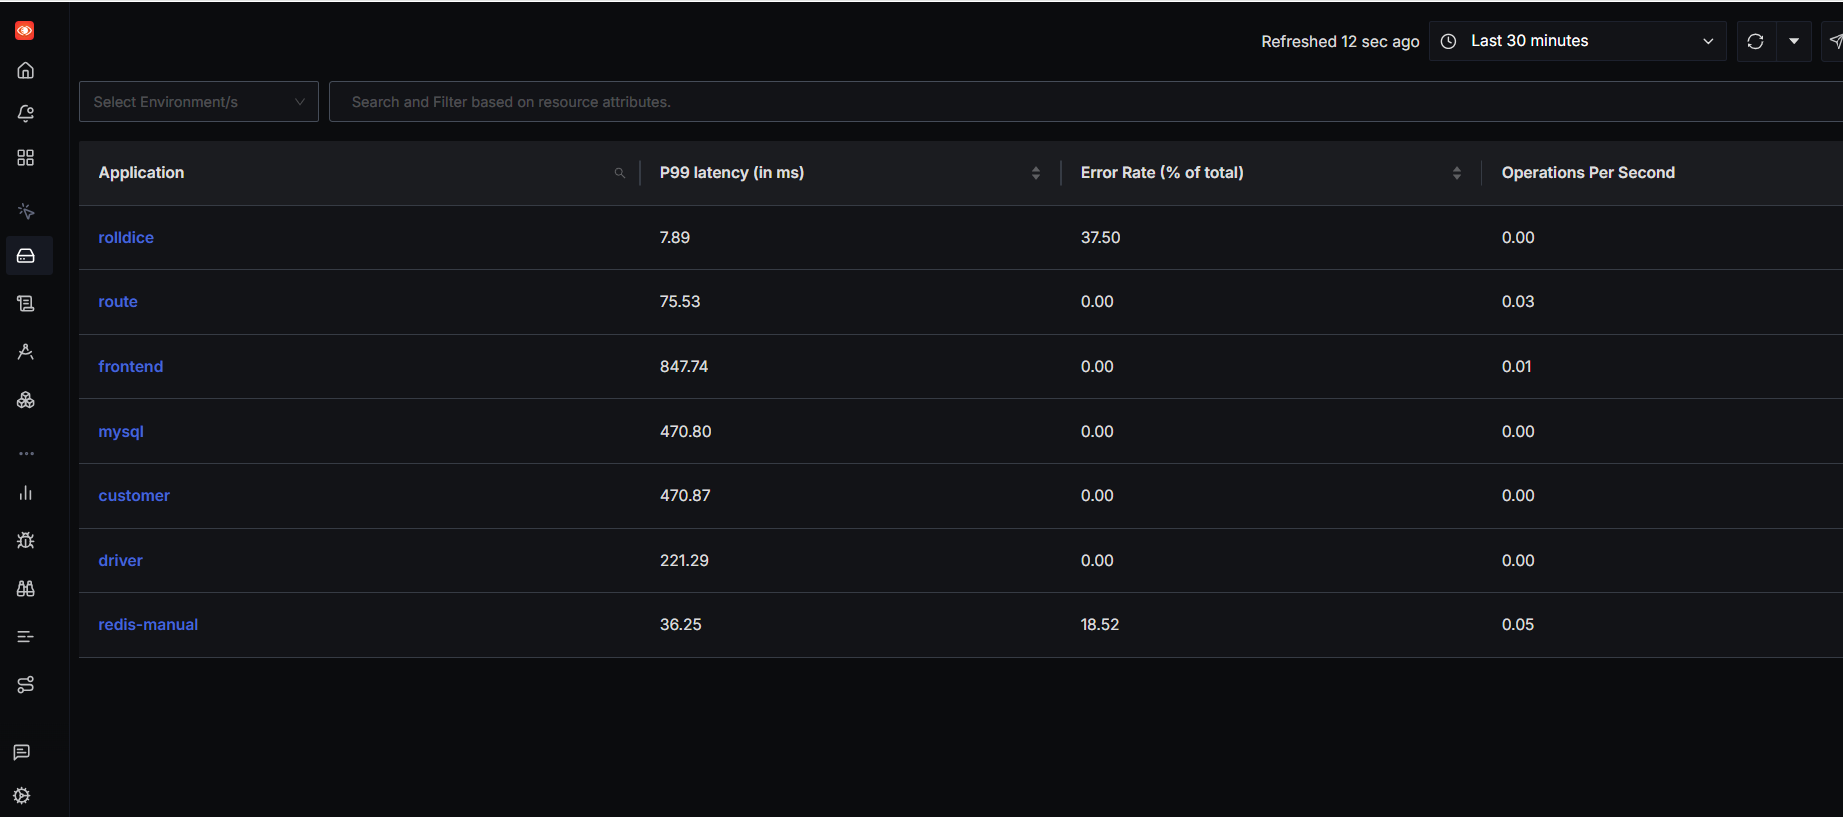 Refreshed 12 sec ago Last 30 minutes
Select Environment/s Search and Filter based on resource attributes.
Application P99 latency (in ms) Error Rate (% of total) Operations Per Second
rolldice 7.89 37.50 0.00
route 75.53 0.00 0.03
frontend 847.74 0.00 0.01
mysql 470.80 0.00 0.00
customer 470.87 0.00 0.00
driver 221.29 0.00 0.00
redis-manual 36.25 18.52 0.05